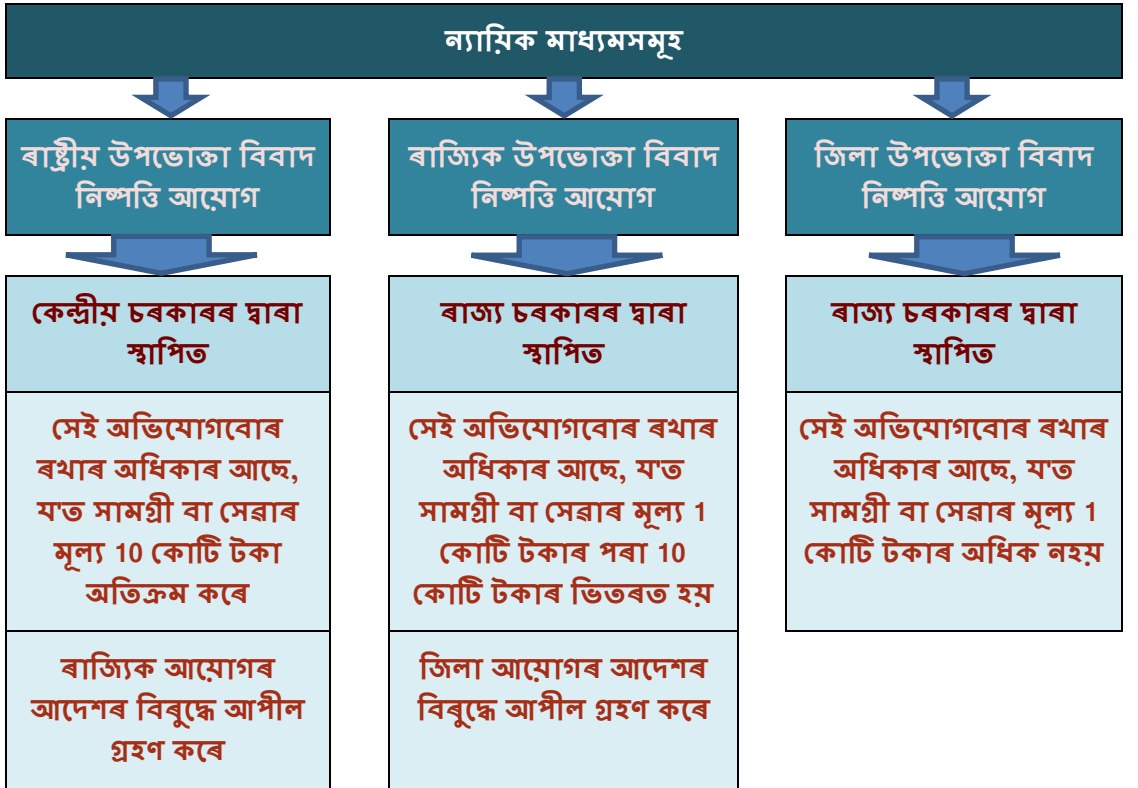 ন্যায়িক মাধ্যমসমূহ
ৰাষ্ট্ৰীয় উপভোক্তা বিবাদ
নিষ্পত্তি আয়োগ
কেন্দ্ৰীয় চৰকাৰৰ দ্বাৰা
স্থাপিত
সেই অভিযোগবোৰ
ৰখাৰ অধিকাৰ আছে,
য'ত সামগ্ৰী বা সেৱাৰ
মূল্য 10 কোটি টকা
অতিক্ৰম কৰে
ৰাজ্যিক আয়োগৰ
আদেশৰ বিৰুদ্ধে আপীল
গ্ৰহণ কৰে
ৰাজ্যিক উপভোক্তা বিবাদ
নিষ্পত্তি আয়োগ
ৰাজ্য চৰকাৰৰ দ্বাৰা
স্থাপিত
সেই অভিযোগবোৰ ৰখাৰ
অধিকাৰ আছে, য'ত
সামগ্ৰী বা সেৱাৰ মূল্য 1
কোটি টকাৰ পৰা 10
কোটি টকাৰ ভিতৰত হয়
জিলা আয়োগৰ আদেশৰ
বিৰুদ্ধে আপীল গ্ৰহণ কৰে
জিলা উপভোক্তা বিবাদ
নিষ্পত্তি আয়োগ
ৰাজ্য চৰকাৰৰ দ্বাৰা
স্থাপিত
সেই অভিযোগবোৰ ৰখাৰ
অধিকাৰ আছে, য'ত
সামগ্ৰী বা সেৱাৰ মূল্য 1
কোটি টকাৰ অধিক নহয়